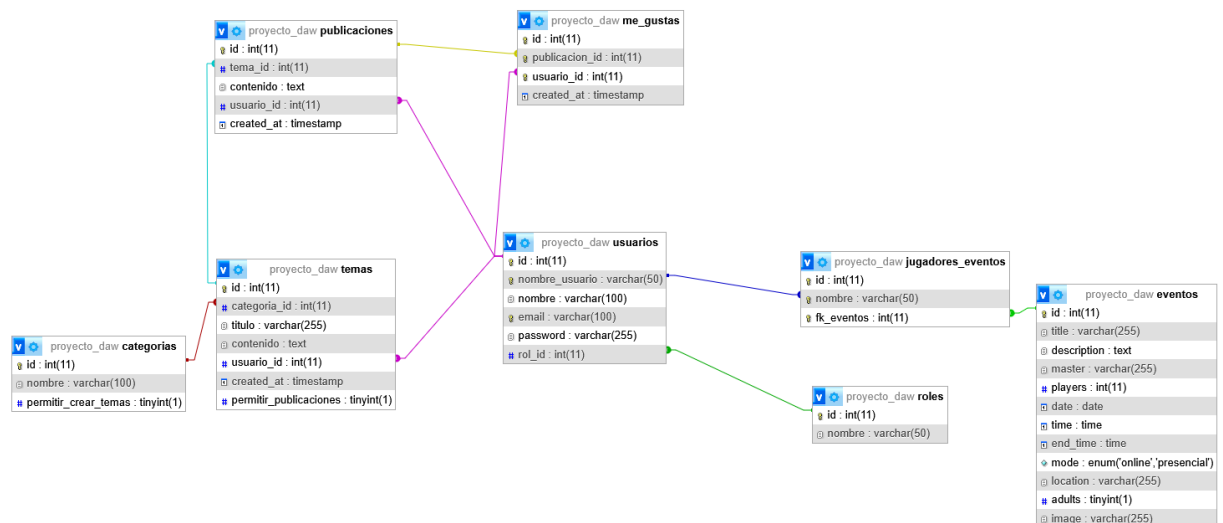 proyecto_daw publicaciones
id : int(11)
tema_id : int(11)
contenido : text
usuario_id : int(11)
created_at : timestamp
proyecto_daw me_gustas
id : int(11)
publicacion_id : int(11)
usuario_id : int(11)
created_at : timestamp
proyecto_daw temas
id : int(11)
categoria_id : int(11)
titulo : varchar(255)
contenido : text
usuario_id : int(11)
created_at : timestamp
permitir_publicaciones : tinyint(1)
proyecto_daw usuarios
id : int(11)
nombre_usuario : varchar(50)
nombre : varchar(100)
email : varchar(100)
password : varchar(255)
rol_id : int(11)
proyecto_daw jugadores_eventos
id : int(11)
nombre : varchar(50)
fk_eventos : int(11)
proyecto_daw eventos
id : int(11)
title : varchar(255)
description : text
master : varchar(255)
players : int(11)
date : date
time : time
end_time : time
mode : enum('online','presencial')
location : varchar(255)
adults : tinyint(1)
image : varchar(255)
proyecto_daw categorias
id : int(11)
nombre : varchar(100)
permitir_crear_temas : tinyint(1)
proyecto_daw roles
id : int(11)
nombre : varchar(50)